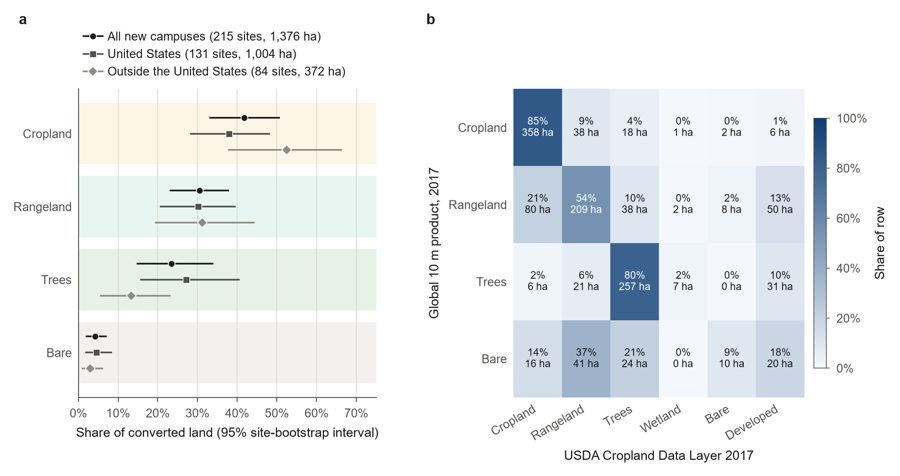 a
All new campuses (215 sites, 1,376 ha)
United States (131 sites, 1,004 ha)
Outside the United States (84 sites, 372 ha)
Cropland
Rangeland
Trees
Bare
0% 10% 20% 30% 40% 50% 60% 70%
Share of converted land (95% site-bootstrap interval)
b
Global 10 m product, 2017
Cropland
85% 9% 4% 0% 0% 1%
358 ha 38 ha 18 ha 1 ha 2 ha 6 ha
Rangeland
21% 54% 10% 0% 2% 13%
80 ha 209 ha 38 ha 2 ha 8 ha 50 ha
Trees
2% 6% 80% 2% 0% 10%
6 ha 21 ha 257 ha 7 ha 0 ha 31 ha
Bare
14% 37% 21% 0% 9% 18%
16 ha 41 ha 24 ha 0 ha 10 ha 20 ha
Cropland
Rangeland
Trees
Wetland
Bare
Developed
USDA Cropland Data Layer 2017
100%
80%
60%
40%
20%
0%
Share of row